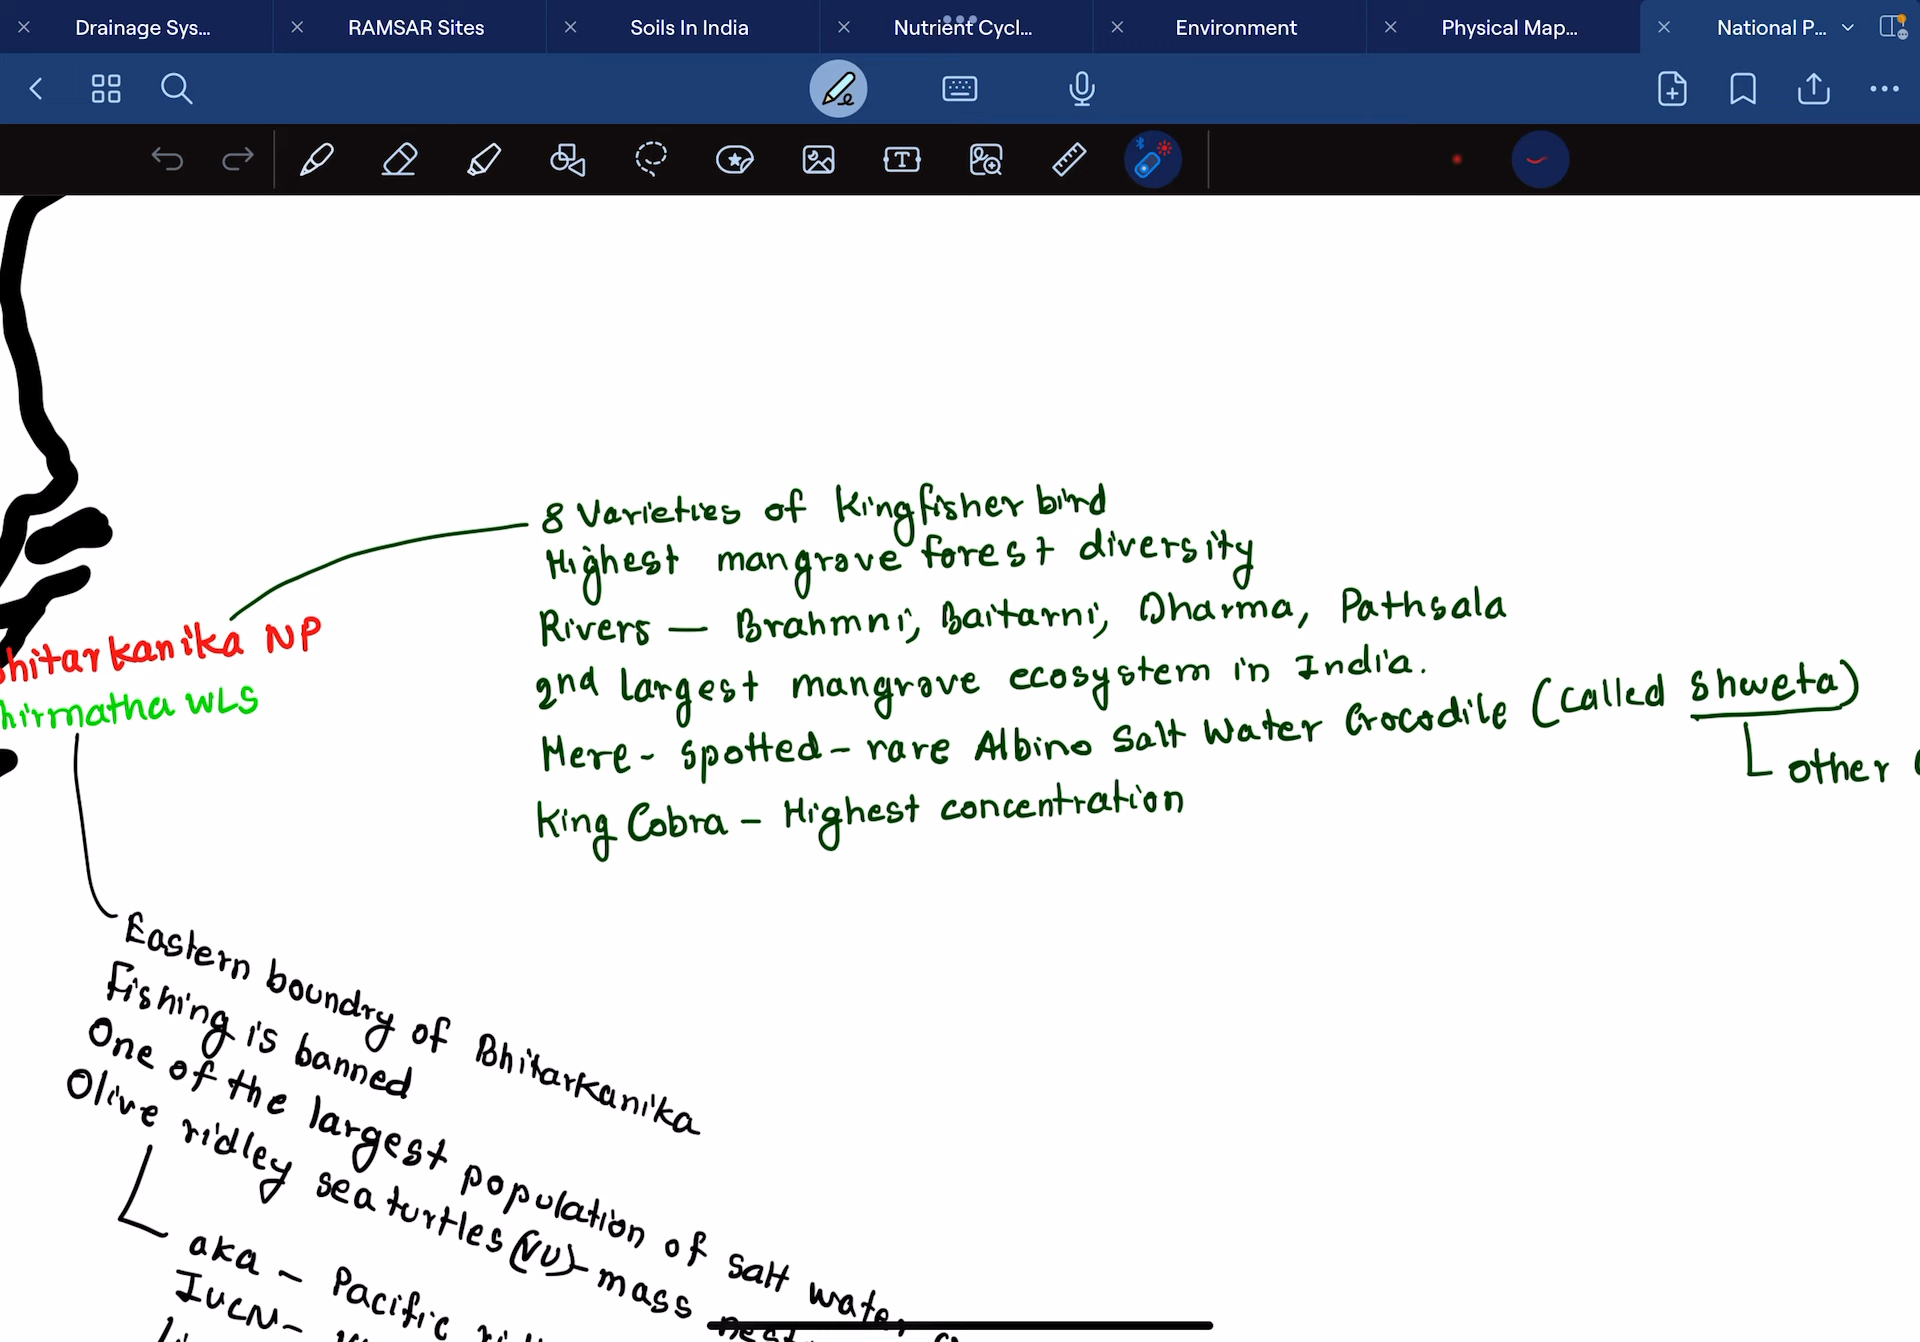 Drainage Sys...
RAMSAR Sites
Soils In India
Nutrient Cycl...
Environment
Physical Map...
National P...
8 Varieties of Kingfisher bird
Highest mangrove forest diversity
Rivers — Brahmni, Baitarni, Dharma, Pathsala
2nd largest mangrove ecosystem in India.
Here - spotted - rare Albino Salt Water Crocodile (called Shweta)
other
King Cobra - Highest concentration
hitarkanika NP
hirmatha WLS
Eastern boundry of Bhitarkanika
Fishing is banned
One of the largest population of salt water
Olive ridley sea turtles (VU) - mass
aka - Pacific
IUCN -